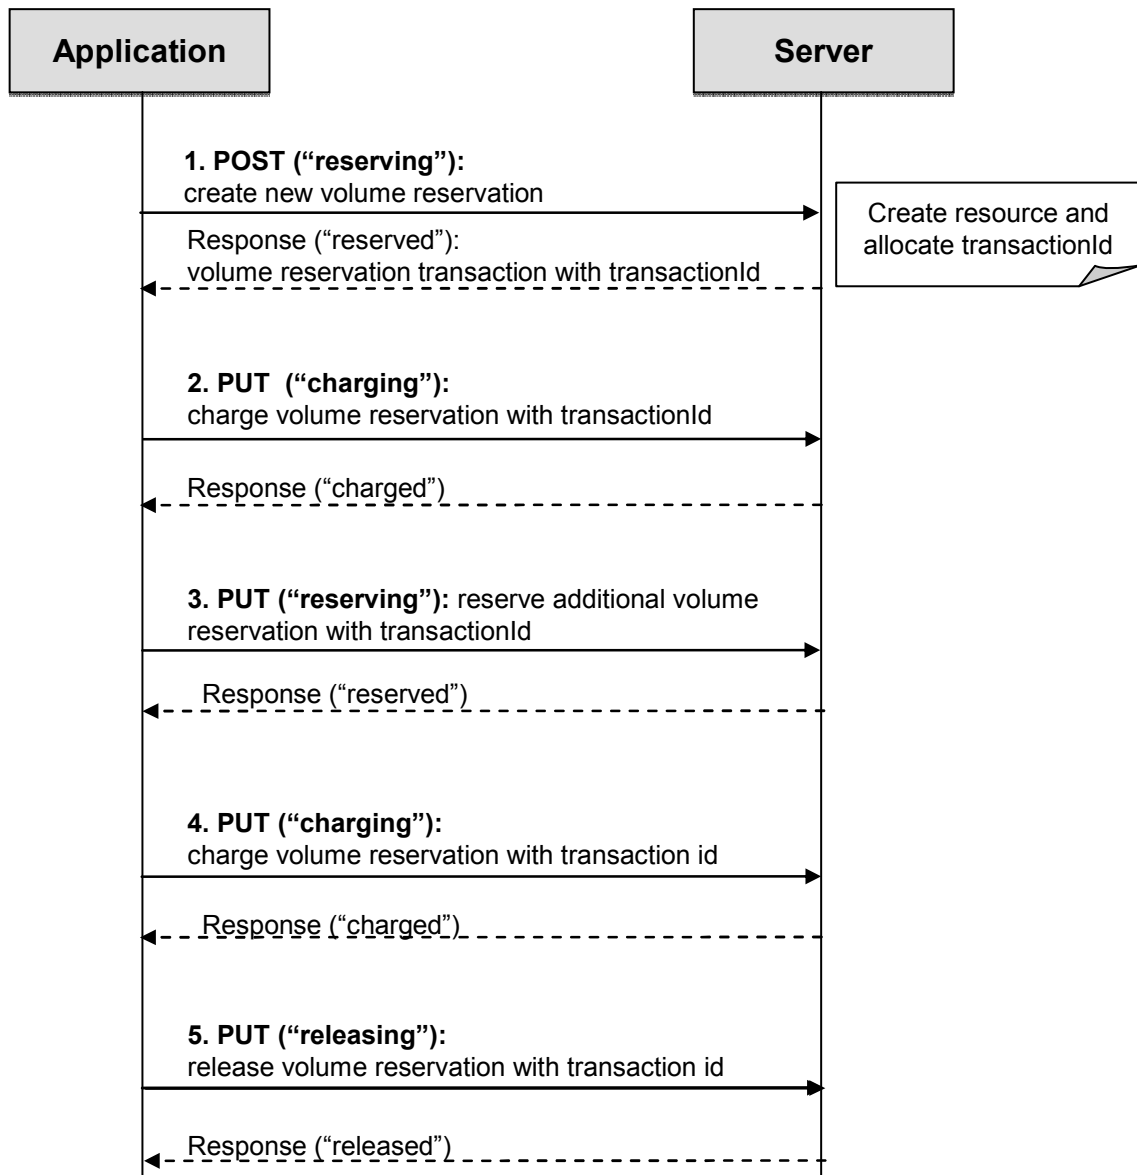 Application
Server
1. POST (“reserving”):
create new volume reservation
Create resource and
allocate transactionId
Response (“reserved”):
volume reservation transaction with transactionId
2. PUT  (“charging”):
charge volume reservation with transactionId
Response (“charged”)
3. PUT (“reserving”): reserve additional volume
reservation with transactionId
Response (“reserved”)
4. PUT (“charging”):
charge volume reservation with transaction id
Response (“charged”)
5. PUT (“releasing”):
release volume reservation with transaction id
Response (“released”)